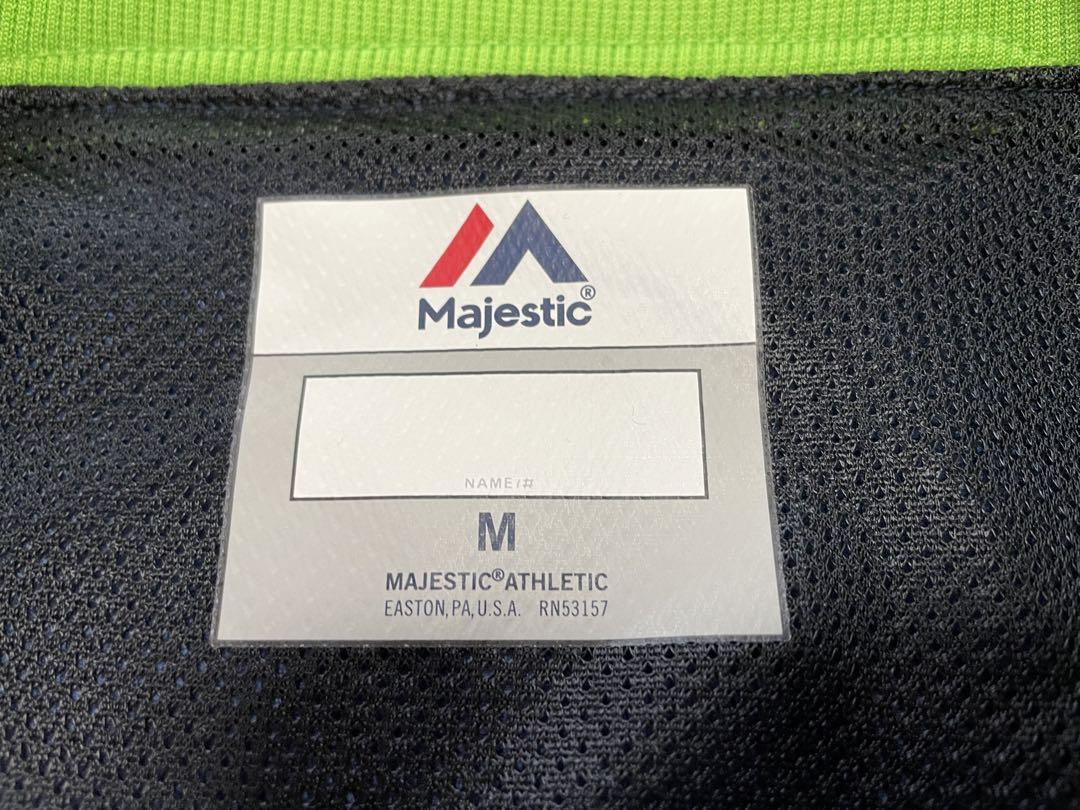 Majestic®
NAME/#
M
MAJESTIC®ATHLETIC
EASTON, PA, U.S.A. RN53157